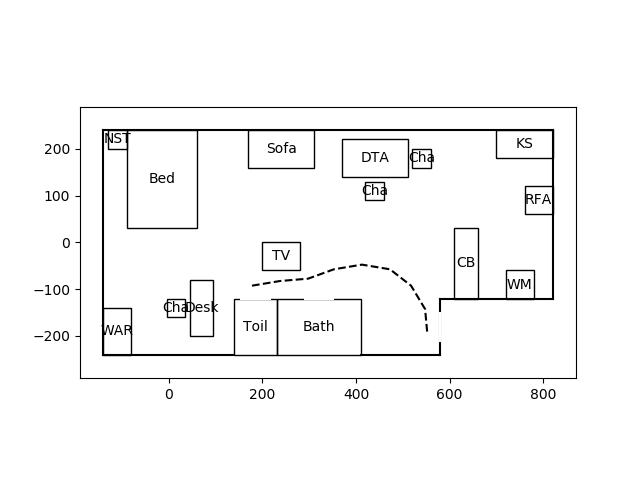 NST
Sofa
KS
DTA
Cha
Bed
Cha
RFA
TV
CB
WM
Cha
Desk
WAR
Toil
Bath
200
100
0
−100
−200
0
200
400
600
800